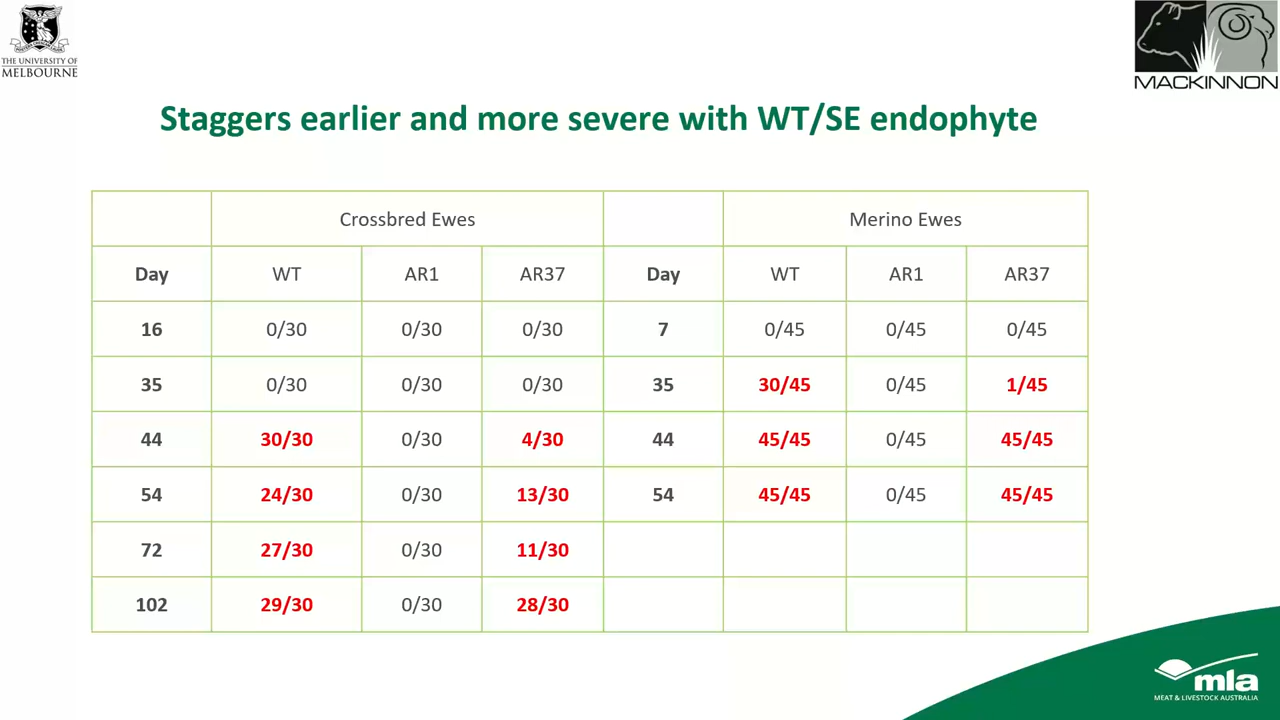 THE UNIVERSITY OF
MELBOURNE
MACKINNON
Staggers earlier and more severe with WT/SE endophyte
Crossbred Ewes Merino Ewes
Day WT AR1 AR37 Day WT AR1 AR37
16 0/30 0/30 0/30 7 0/45 0/45 0/45
35 0/30 0/30 0/30 35 30/45 0/45 1/45
44 30/30 0/30 4/30 44 45/45 0/45 45/45
54 24/30 0/30 13/30 54 45/45 0/45 45/45
72 27/30 0/30 11/30
102 29/30 0/30 28/30
mla
MEAT & LIVESTOCK AUSTRALIA